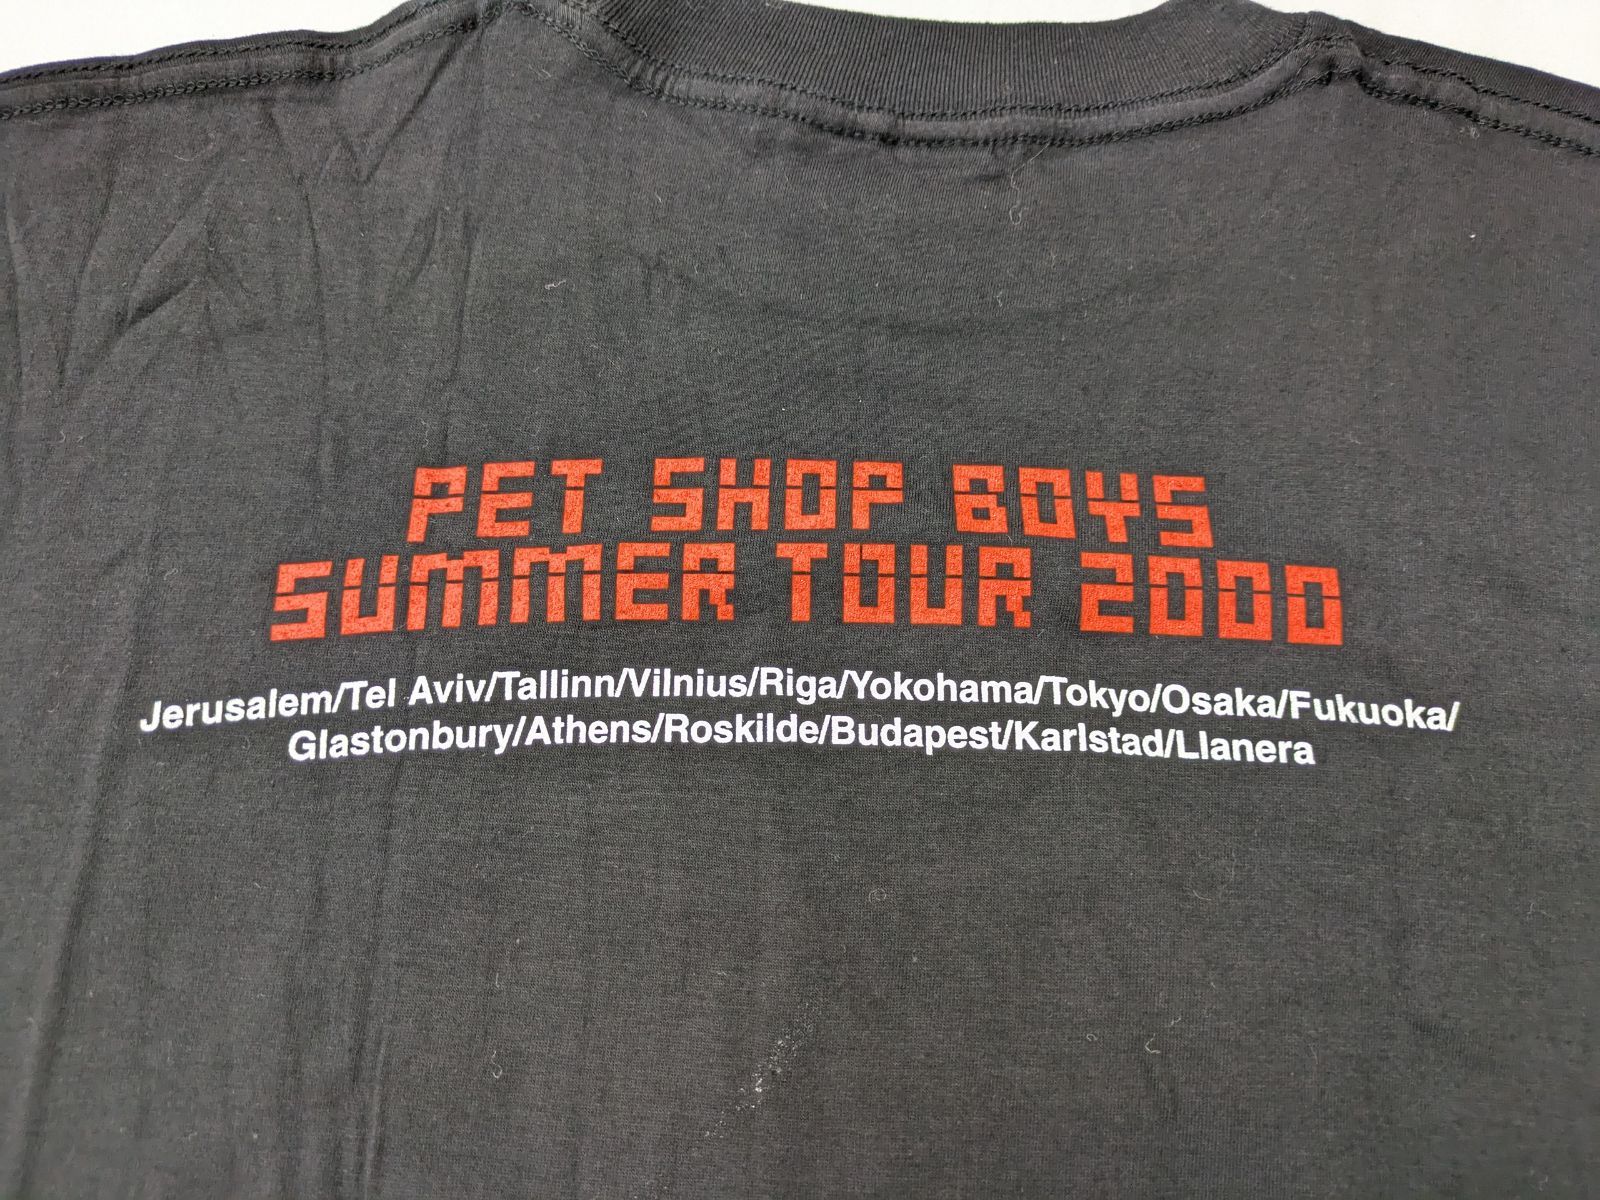 PET SHOP BOYS
SUMMER TOUR 2000
Jerusalem/Tel Aviv/Tallinn/Vilnius/Riga/Yokohama/Tokyo/Osaka/Fukuoka/
Glastonbury/Athens/Roskilde/Budapest/Karlstad/Llanera